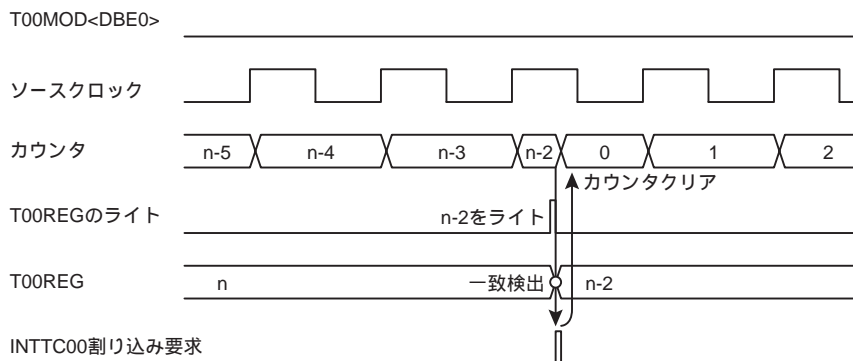 T00MOD<DBE0>
ソースクロック
カウンタ n-5 n-4 n-3 n-2 0 1 2
カウンタクリア
T00REGのライト n-2をライト
T00REG n 一致検出 n-2
INTTC00割り込み要求